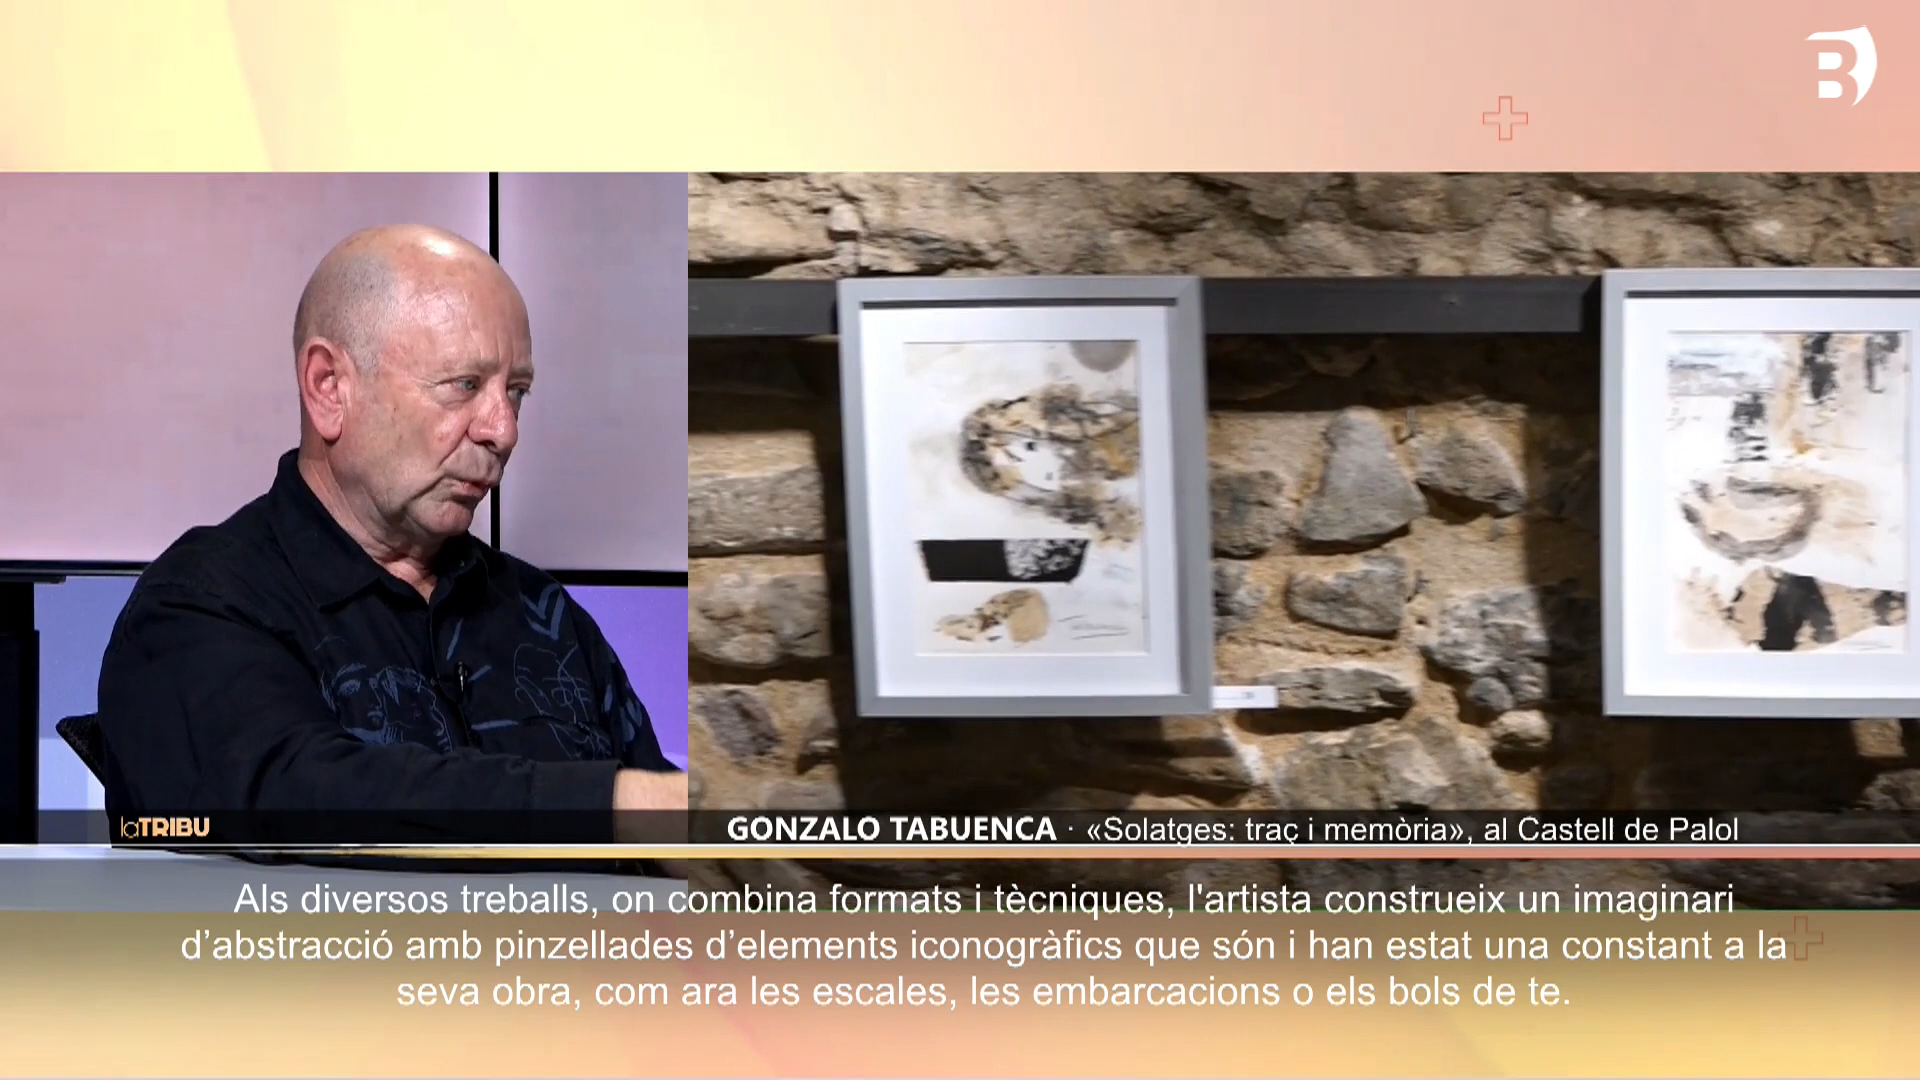 B
laTRIBU
GONZALO TABUENCA · «Solatges: traç i memòria», al Castell de Palol
Als diversos treballs, on combina formats i tècniques, l'artista construeix un imaginari
d’abstracció amb pinzellades d’elements iconogràfics que són i han estat una constant a la
seva obra, com ara les escales, les embarcacions o els bols de te.